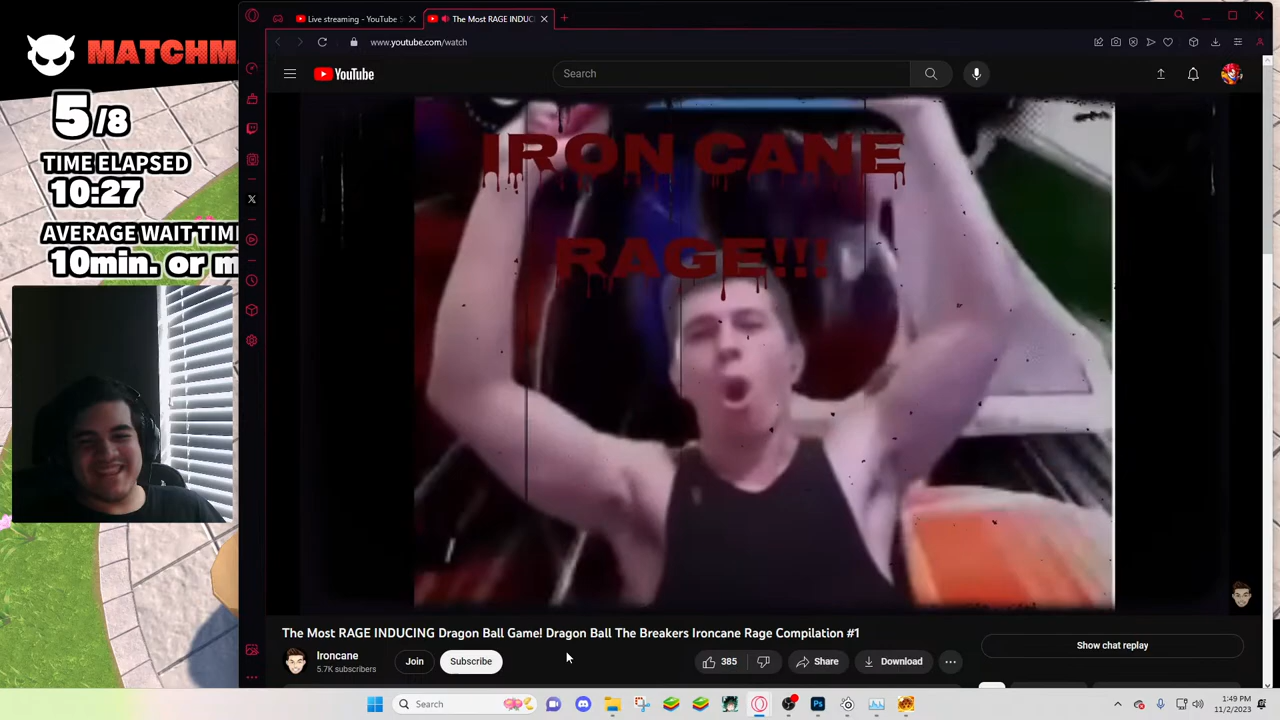 MATCHM
5/8
TIME ELAPSED
10:27
AVERAGE WAIT TIM
10min. or m
Live streaming - YouTube S
The Most RAGE INDUCI
www.youtube.com/watch
YouTube
Search
IRON CANE
RAGE!!!
The Most RAGE INDUCING Dragon Ball Game! Dragon Ball The Breakers Ironcane Rage Compilation #1
Ironcane
5.7K subscribers
Join
Subscribe
385
Share
Download
Show chat replay
Search
1:49 PM
11/2/2023